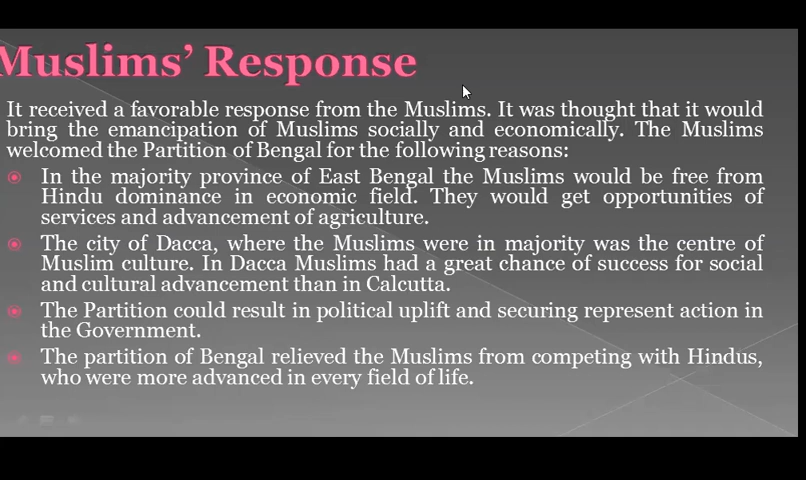 Muslims' Response
It received a favorable response from the Muslims. It was thought that it would
bring the emancipation of Muslims socially and economically. The Muslims
welcomed the Partition of Bengal for the following reasons:
In the majority province of East Bengal the Muslims would be free from
Hindu dominance in economic field. They would get opportunities of
services and advancement of agriculture.
The city of Dacca, where the Muslims were in majority was the centre of
Muslim culture. In Dacca Muslims had a great chance of success for social
and cultural advancement than in Calcutta.
The Partition could result in political uplift and securing represent action in
the Government.
The partition of Bengal relieved the Muslims from competing with Hindus,
who were more advanced in every field of life.